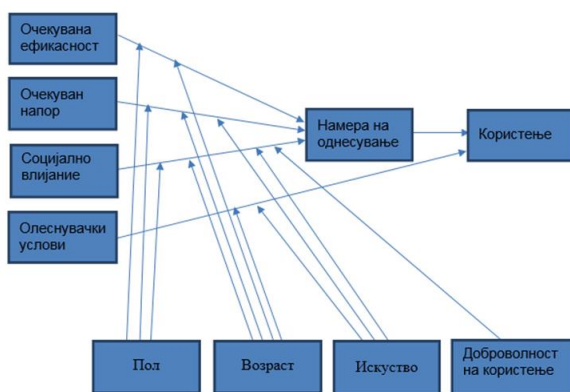 Очекувана
ефикасност
Очекуван
напор
Социјално
влијание
Олеснувачки
услови
Намера на
однесување
Користење
Пол
Возраст
Искуство
Доброволност
на користење